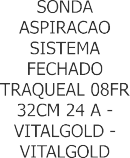 SONDA
ASPIRACAO
SISTEMA
FECHADO
TRAQUEAL 08FR
32CM 24 A -
VITALGOLD -
VITALGOLD